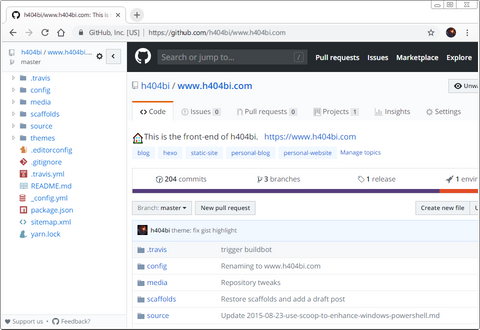 h404bi/www.h404bi.com: This is
GitHub, Inc. [US] https://github.com/h404bi/www.h404bi.com
h404bi / www.h404bi....
master
.travis
config
media
scaffolds
source
themes
.editorconfig
.gitignore
.travis.yml
README.md
_config.yml
package.json
sitemap.xml
yarn.lock
Support us • Feedback?
Search or jump to... / Pull requests Issues Marketplace Explore
h404bi / www.h404bi.com
Unwa
Code Issues 0 Pull requests 0 Projects 1 Insights Settings
This is the front-end of h404bi. https://www.h404bi.com
blog hexo static-site personal-blog personal-website Manage topics
204 commits 3 branches 1 release 1 envir
Branch: master New pull request Create new file U
h404bi theme: fix gist highlight
.travis trigger buildbot
config Renaming to www.h404bi.com
media Repository tweaks
scaffolds Restore scaffolds and add a draft post
source Update 2015-08-23-use-scoop-to-enhance-windows-powershell.md